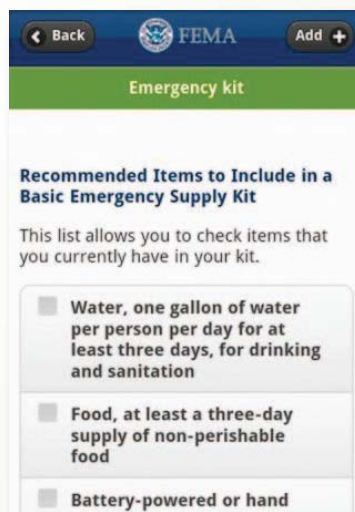 Back FEMA Add +
Emergency kit
Recommended Items to Include in a
Basic Emergency Supply Kit
This list allows you to check items that
you currently have in your kit.
Water, one gallon of water
per person per day for at
least three days, for drinking
and sanitation
Food, at least a three-day
supply of non-perishable
food
Battery-powered or hand